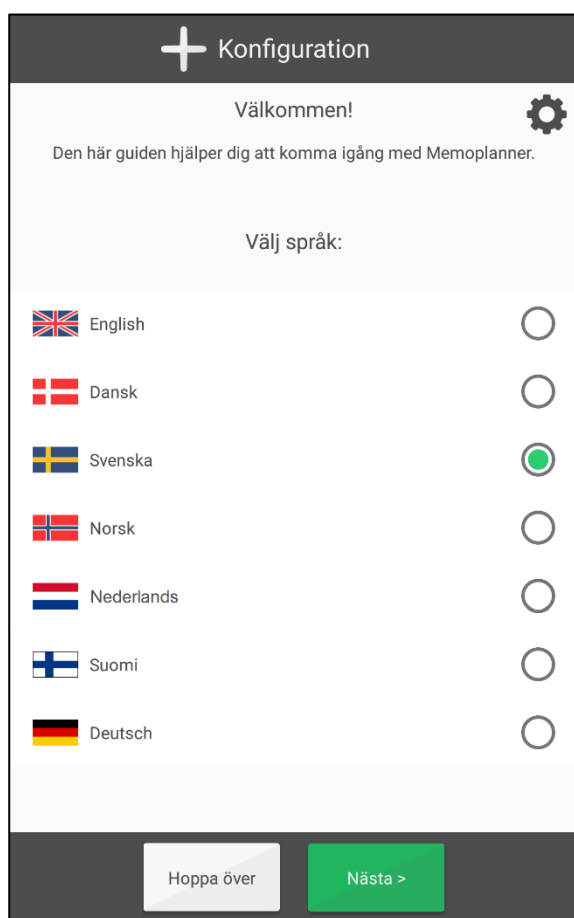 Konfiguration
Välkommen!
Den här guiden hjälper dig att komma igång med Memoplanner.
Välj språk:
English
Dansk
Svenska
Norsk
Nederlands
Suomi
Deutsch
Hoppa över
Nästa >